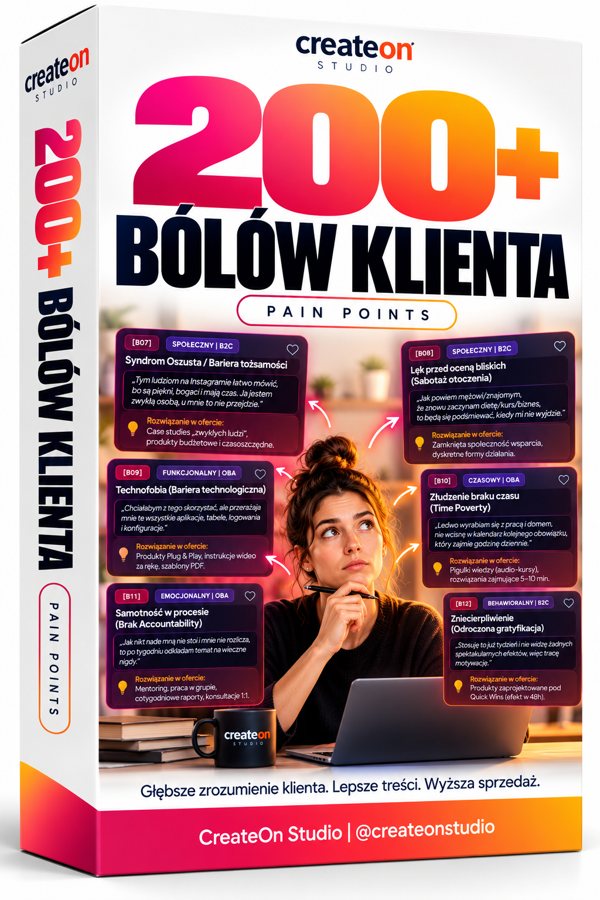 createon
STUDIO
200+ BÓLÓW KLIENTA
PAIN POINTS
createon
STUDIO
200+
BÓLÓW KLIENTA
PAIN POINTS
[B07] SPOŁECZNY | B2C
Syndrom Oszusta / Bariera tożsamości
„Tym ludziom na Instagramie łatwo mówić,
bo są piękni, bogaci i mają czas. Ja jestem
zwykłą osobą, u mnie to nie przejdzie.”
Rozwiązanie w ofercie:
Case studies „zwykłych ludzi”,
produkty budżetowe i czasoszczędne.
[B08] SPOŁECZNY | B2C
Lęk przed oceną bliskich
(Sabotaż otoczenia)
„Jak powiem mężowi/znajomym,
że znowu zaczynam dietę/kurs/biznes,
to będą się podśmiewać, kiedy mi nie wyjdzie.”
Rozwiązanie w ofercie:
Zamknięta społeczność wsparcia,
dyskretne formy działania.
[B09] FUNKCJONALNY | OBA
Technofobia (Bariera technologiczna)
„Chciałabym z tego skorzystać, ale przerażają
mnie te wszystkie aplikacje, tabele, logowania
i konfiguracje.”
Rozwiązanie w ofercie:
Produkty Plug & Play, instrukcje wideo
za rękę, szablony PDF.
[B10] CZASOWY | OBA
Złudzenie braku czasu
(Time Poverty)
„Ledwo wyrabiam się z pracą i domem,
nie wcisnę w kalendarz kolejnego obowiązku,
który zajmie godzinę dziennie.”
Rozwiązanie w ofercie:
Pigułki wiedzy (audio-kursy),
rozwiązania zajmujące 5–10 min.
[B11] EMOCJONALNY | OBA
Samotność w procesie
(Brak Accountability)
„Jak nikt nade mną nie stoi i mnie nie rozlicza,
to po tygodniu odkładam temat na wieczne
nigdy.”
Rozwiązanie w ofercie:
Mentoring, praca w grupie,
cotygodniowe raporty, konsultacje 1:1.
[B12] BEHAWIORALNY | B2C
Zniecierpliwienie
(Odroczona gratyfikacja)
„Stosuję to już tydzień i nie widzę żadnych
spektakularnych efektów, więc tracę
motywację.”
Rozwiązanie w ofercie:
Produkty zaprojektowane pod
Quick Wins (efekt w 48h).
createon
STUDIO
Głębsze zrozumienie klienta. Lepsze treści. Wyższa sprzedaż.
CreateOn Studio | @createonstudio